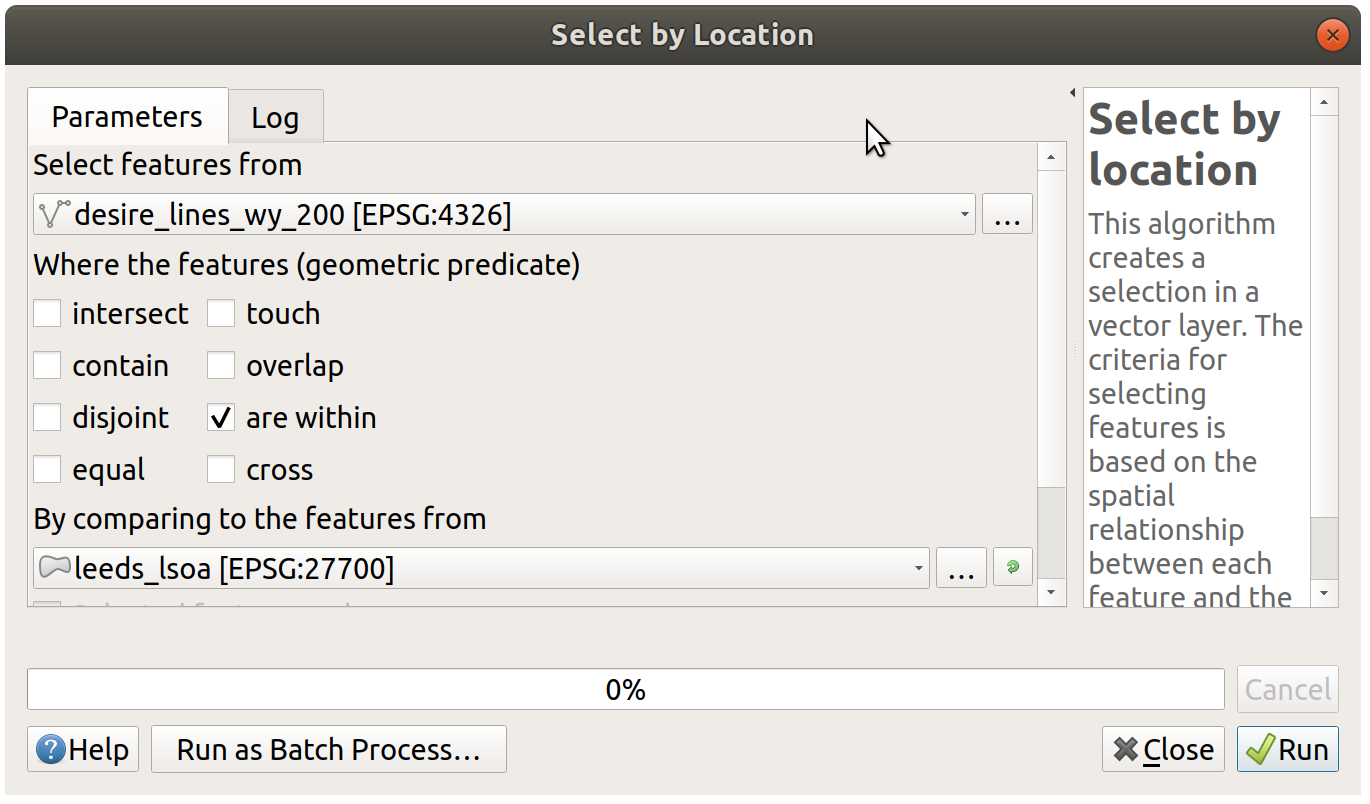 Select by Location
Parameters
Log
Select features from
desire_lines_wy_200 [EPSG:4326]
...
Where the features (geometric predicate)
intersect
touch
contain
overlap
disjoint
are within
equal
cross
By comparing to the features from
leeds_lsoa [EPSG:27700]
...
Select by
location
This algorithm
creates a
selection in a
vector layer. The
criteria for
selecting
features is
based on the
spatial
relationship
between each
feature and the
0%
Cancel
Help
Run as Batch Process...
Close
Run